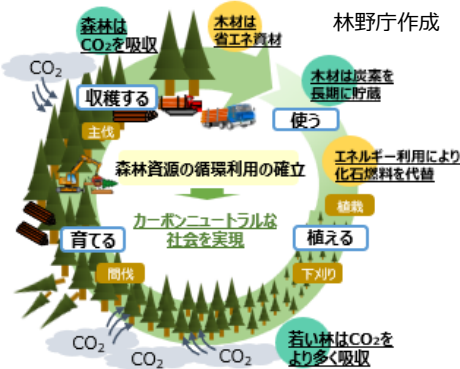 林野庁作成
森林は
CO₂を吸収
木材は
省エネ資材
木材は炭素を
長期に貯蔵
CO₂
収穫する
主伐
使う
エネルギー利用により
化石燃料を代替
森林資源の循環利用の確立
カーボンニュートラルな
社会を実現
植栽
植える
下刈り
育てる
間伐
若い林はCO₂を
より多く吸収
CO₂
CO₂
CO₂